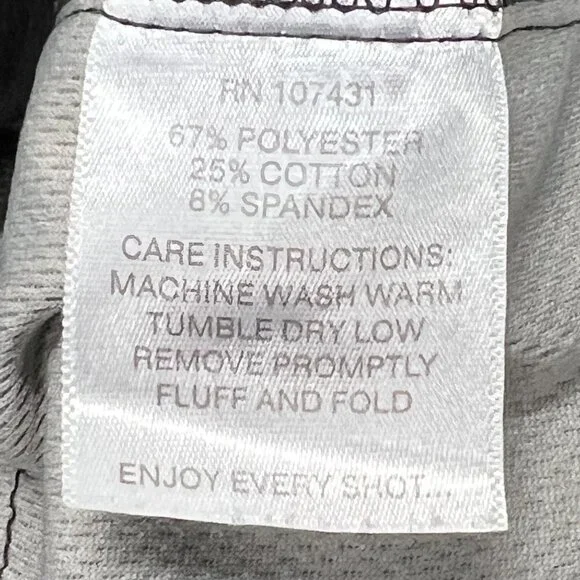 RN 107431
67% POLYESTER
25% COTTON
8% SPANDEX
CARE INSTRUCTIONS:
MACHINE WASH WARM
TUMBLE DRY LOW
REMOVE PROMPTLY
FLUFF AND FOLD
ENJOY EVERY SHOT...